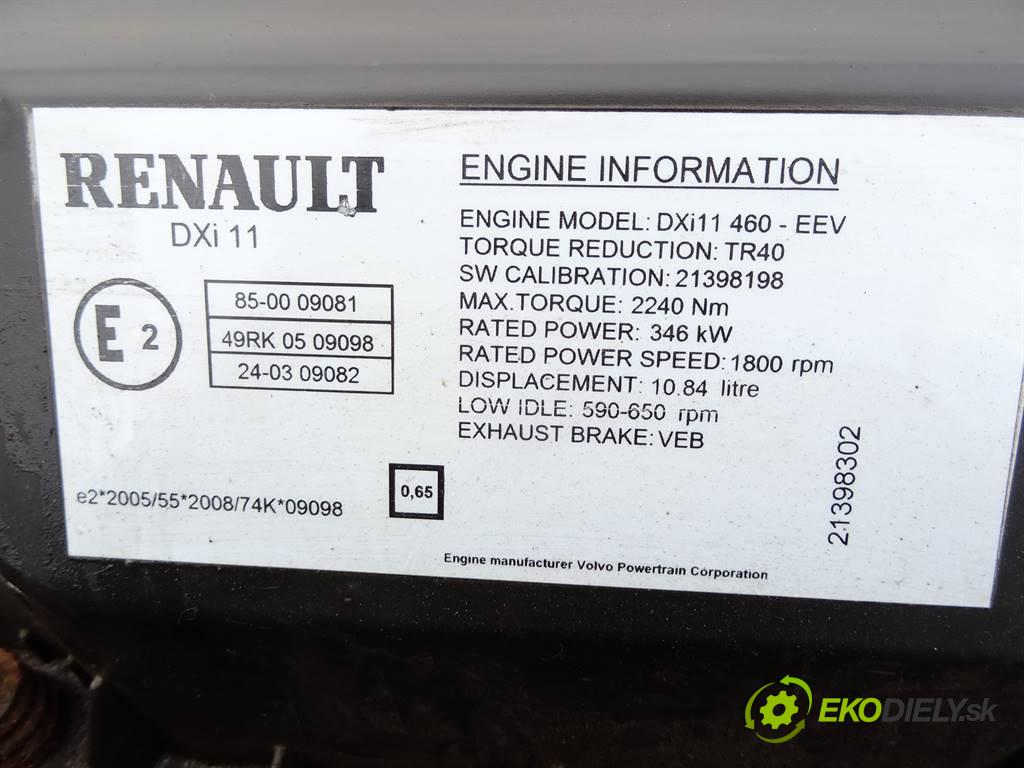 RENAULT
DXi 11
E 2
85-00 09081
49RK 05 09098
24-03 09082
e2*2005/55*2008/74K*09098
0,65
ENGINE INFORMATION
ENGINE MODEL: DXi11 460 - EEV
TORQUE REDUCTION: TR40
SW CALIBRATION: 21398198
MAX.TORQUE: 2240 Nm
RATED POWER: 346 kW
RATED POWER SPEED: 1800 rpm
DISPLACEMENT: 10.84 litre
LOW IDLE: 590-650 rpm
EXHAUST BRAKE: VEB
21398302
Engine manufacturer Volvo Powertrain Corporation
EKODIELY.sk